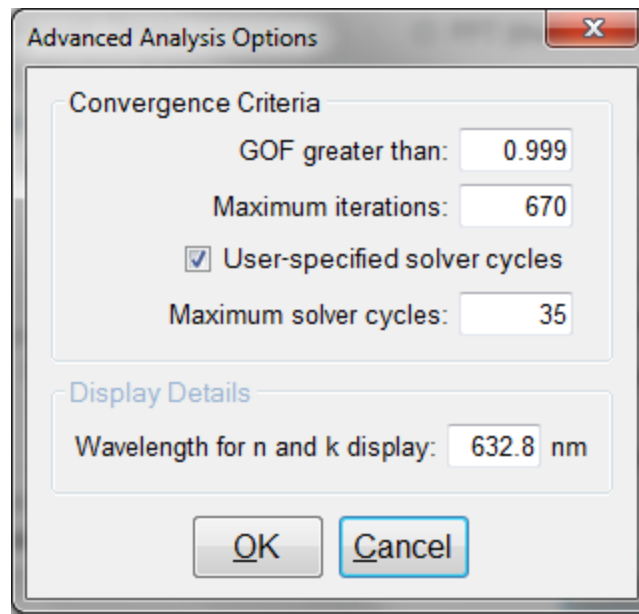 Advanced Analysis Options
Convergence Criteria
GOF greater than: 0.999
Maximum iterations: 670
User-specified solver cycles
Maximum solver cycles: 35
Display Details
Wavelength for n and k display: 632.8 nm
OK Cancel